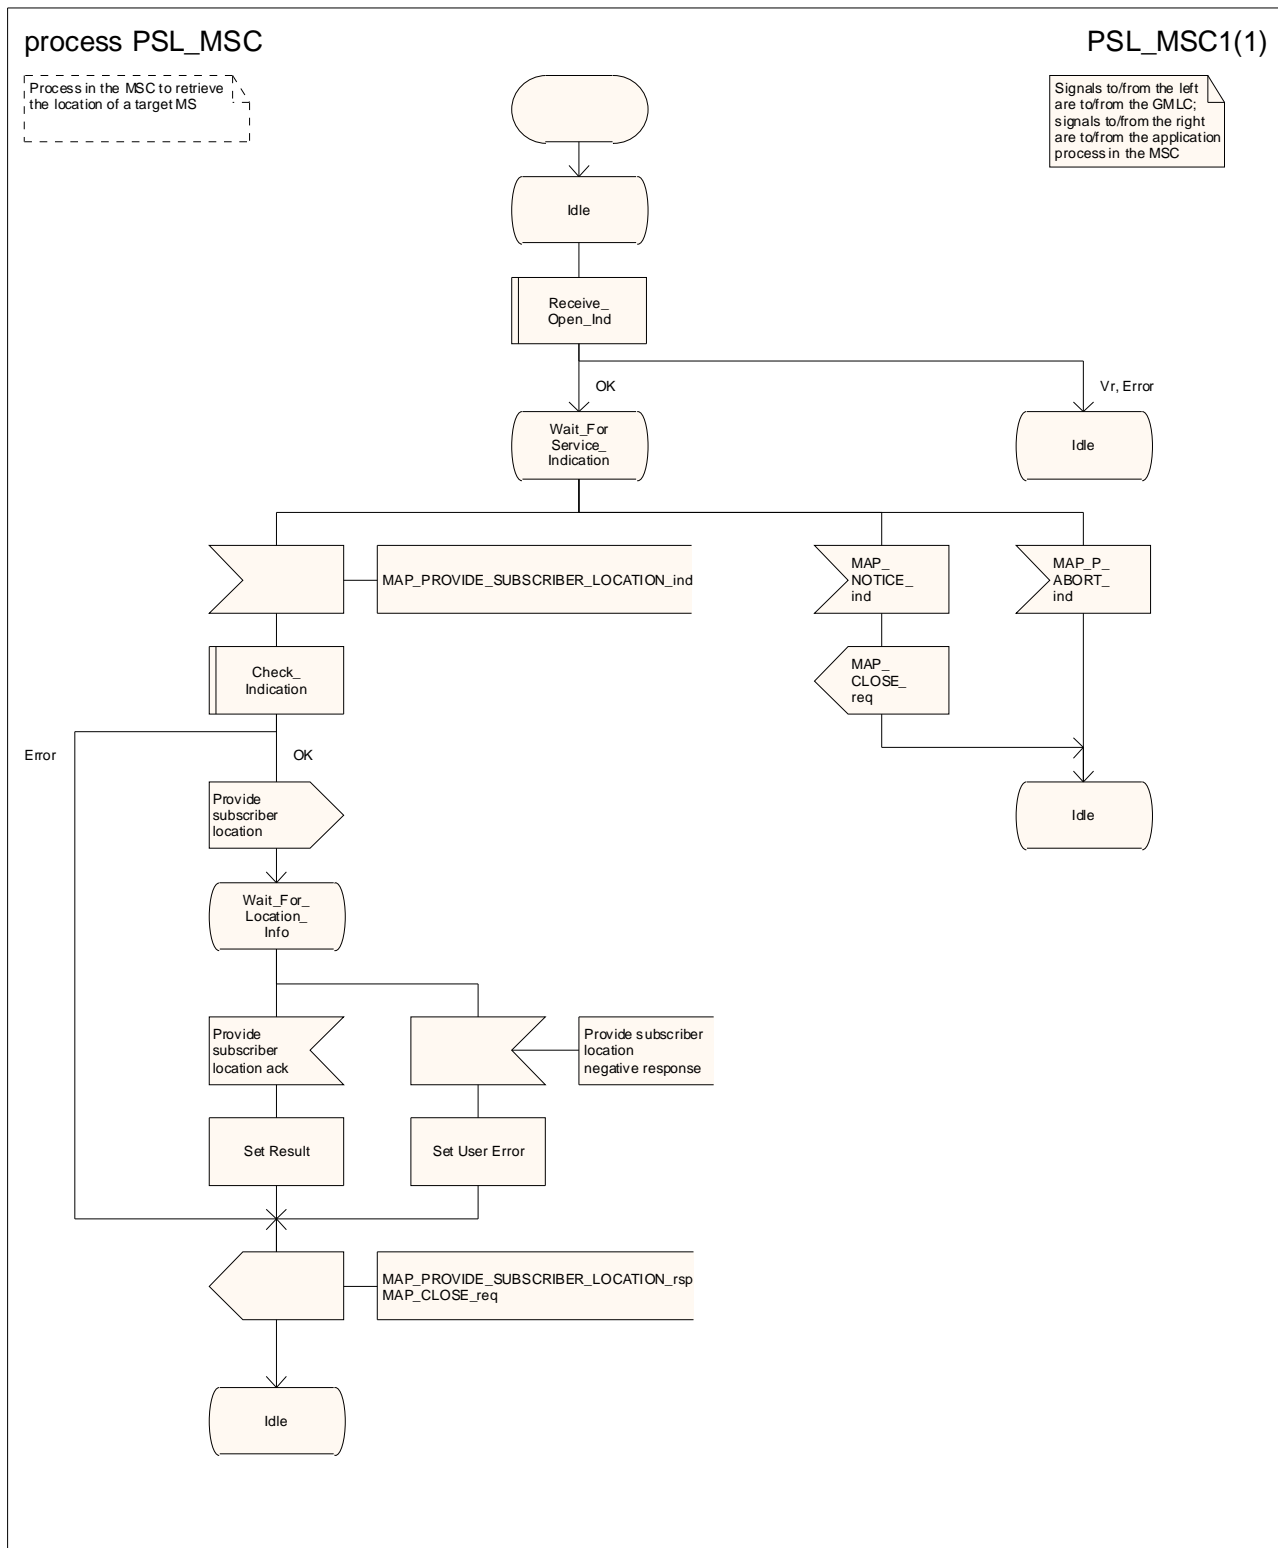 process PSL_MSC
PSL_MSC1(1)
Process in the MSC to retrieve
the location of a target MS
Signals to/from the left
are to/from the GMLC;
signals to/from the right
are to/from the application
process in the MSC
Idle
Receive_
Open_Ind
OK
Vr, Error
Wait_For
Service_
Indication
Idle
MAP_PROVIDE_SUBSCRIBER_LOCATION_ind
MAP_
NOTICE_
ind
MAP_P_
ABORT_
ind
Check_
Indication
MAP_
CLOSE_
req
Error
OK
Provide
subscriber
location
Idle
Wait_For_
Location_
Info
Provide
subscriber
location ack
Provide subscriber
location
negative response
Set Result
Set User Error
MAP_PROVIDE_SUBSCRIBER_LOCATION_rsp
MAP_CLOSE_req
Idle